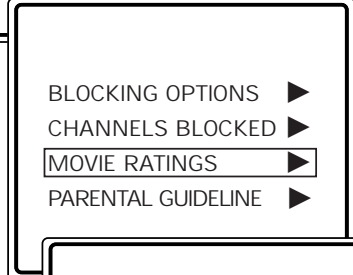 BLOCKING OPTIONS ▶
CHANNELS BLOCKED ▶
MOVIE RATINGS ▶
PARENTAL GUIDELINE ▶